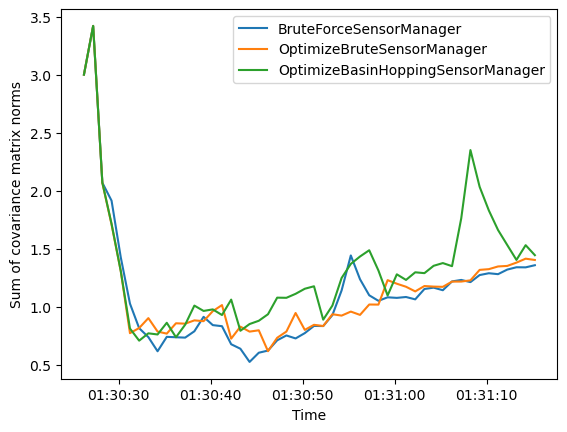 BruteForceSensorManager
OptimizeBruteSensorManager
OptimizeBasinHoppingSensorManager
3.5
3.0
2.5
2.0
1.5
1.0
0.5
Sum of covariance matrix norms
01:30:30 01:30:40 01:30:50 01:31:00 01:31:10
Time